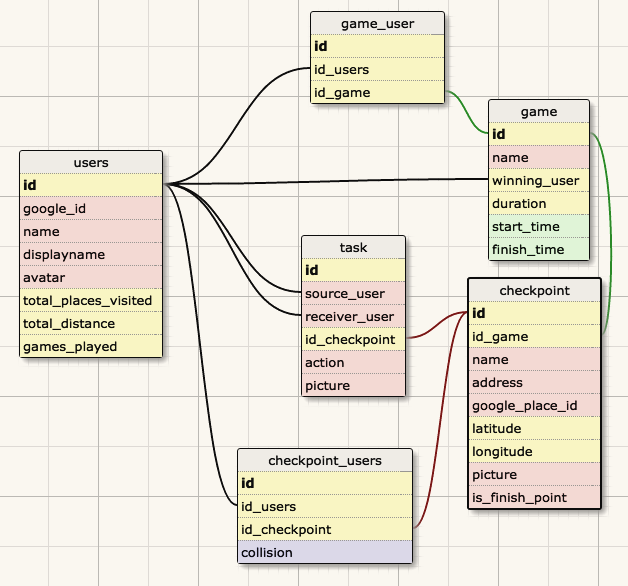 game_user
id
id_users
id_game
game
id
name
winning_user
duration
start_time
finish_time
users
id
google_id
name
displayname
avatar
total_places_visited
total_distance
games_played
task
id
source_user
receiver_user
id_checkpoint
action
picture
checkpoint
id
id_game
name
address
google_place_id
latitude
longitude
picture
is_finish_point
checkpoint_users
id
id_users
id_checkpoint
collision